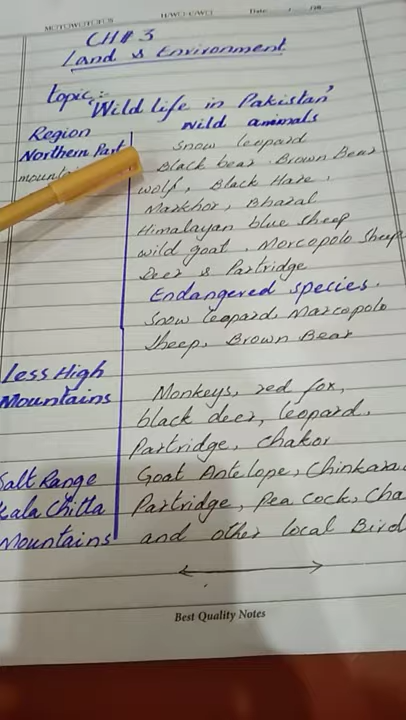 CH# 3
Land & Environment
topic:-
Wild life in Pakistan
Region Wild animals
Northern Part Snow leopard
Black bear, Brown Bear
wolf, Black Hare,
Markhor, Bharal
Himalayan blue sheep
wild goat, Morcopolo Sheep
Deer & Partridge
Endangered species.
Snow leopard, Marcopolo
Sheep, Brown Bear
Less High
Mountains Monkeys, red fox,
black deer, leopard,
Partridge, Chakor
Salt Range Goat Antelope, Chinkara
Kala Chitta Partridge, Pea Cock, Cha
Mountains and other local Bird
Best Quality Notes